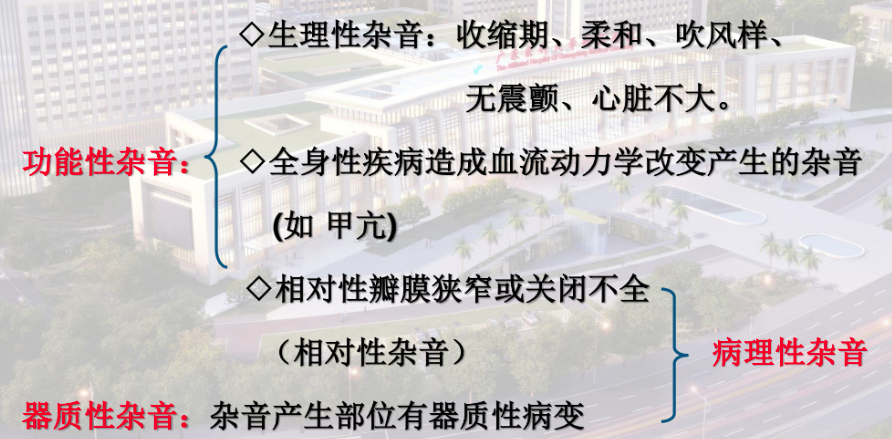 ◇生理性杂音：收缩期、柔和、吹风样、
无震颤、心脏不大。
功能性杂音：
◇全身性疾病造成血流动力学改变产生的杂音
(如 甲亢)
◇相对性瓣膜狭窄或关闭不全
（相对性杂音）
病理性杂音
器质性杂音：杂音产生部位有器质性病变